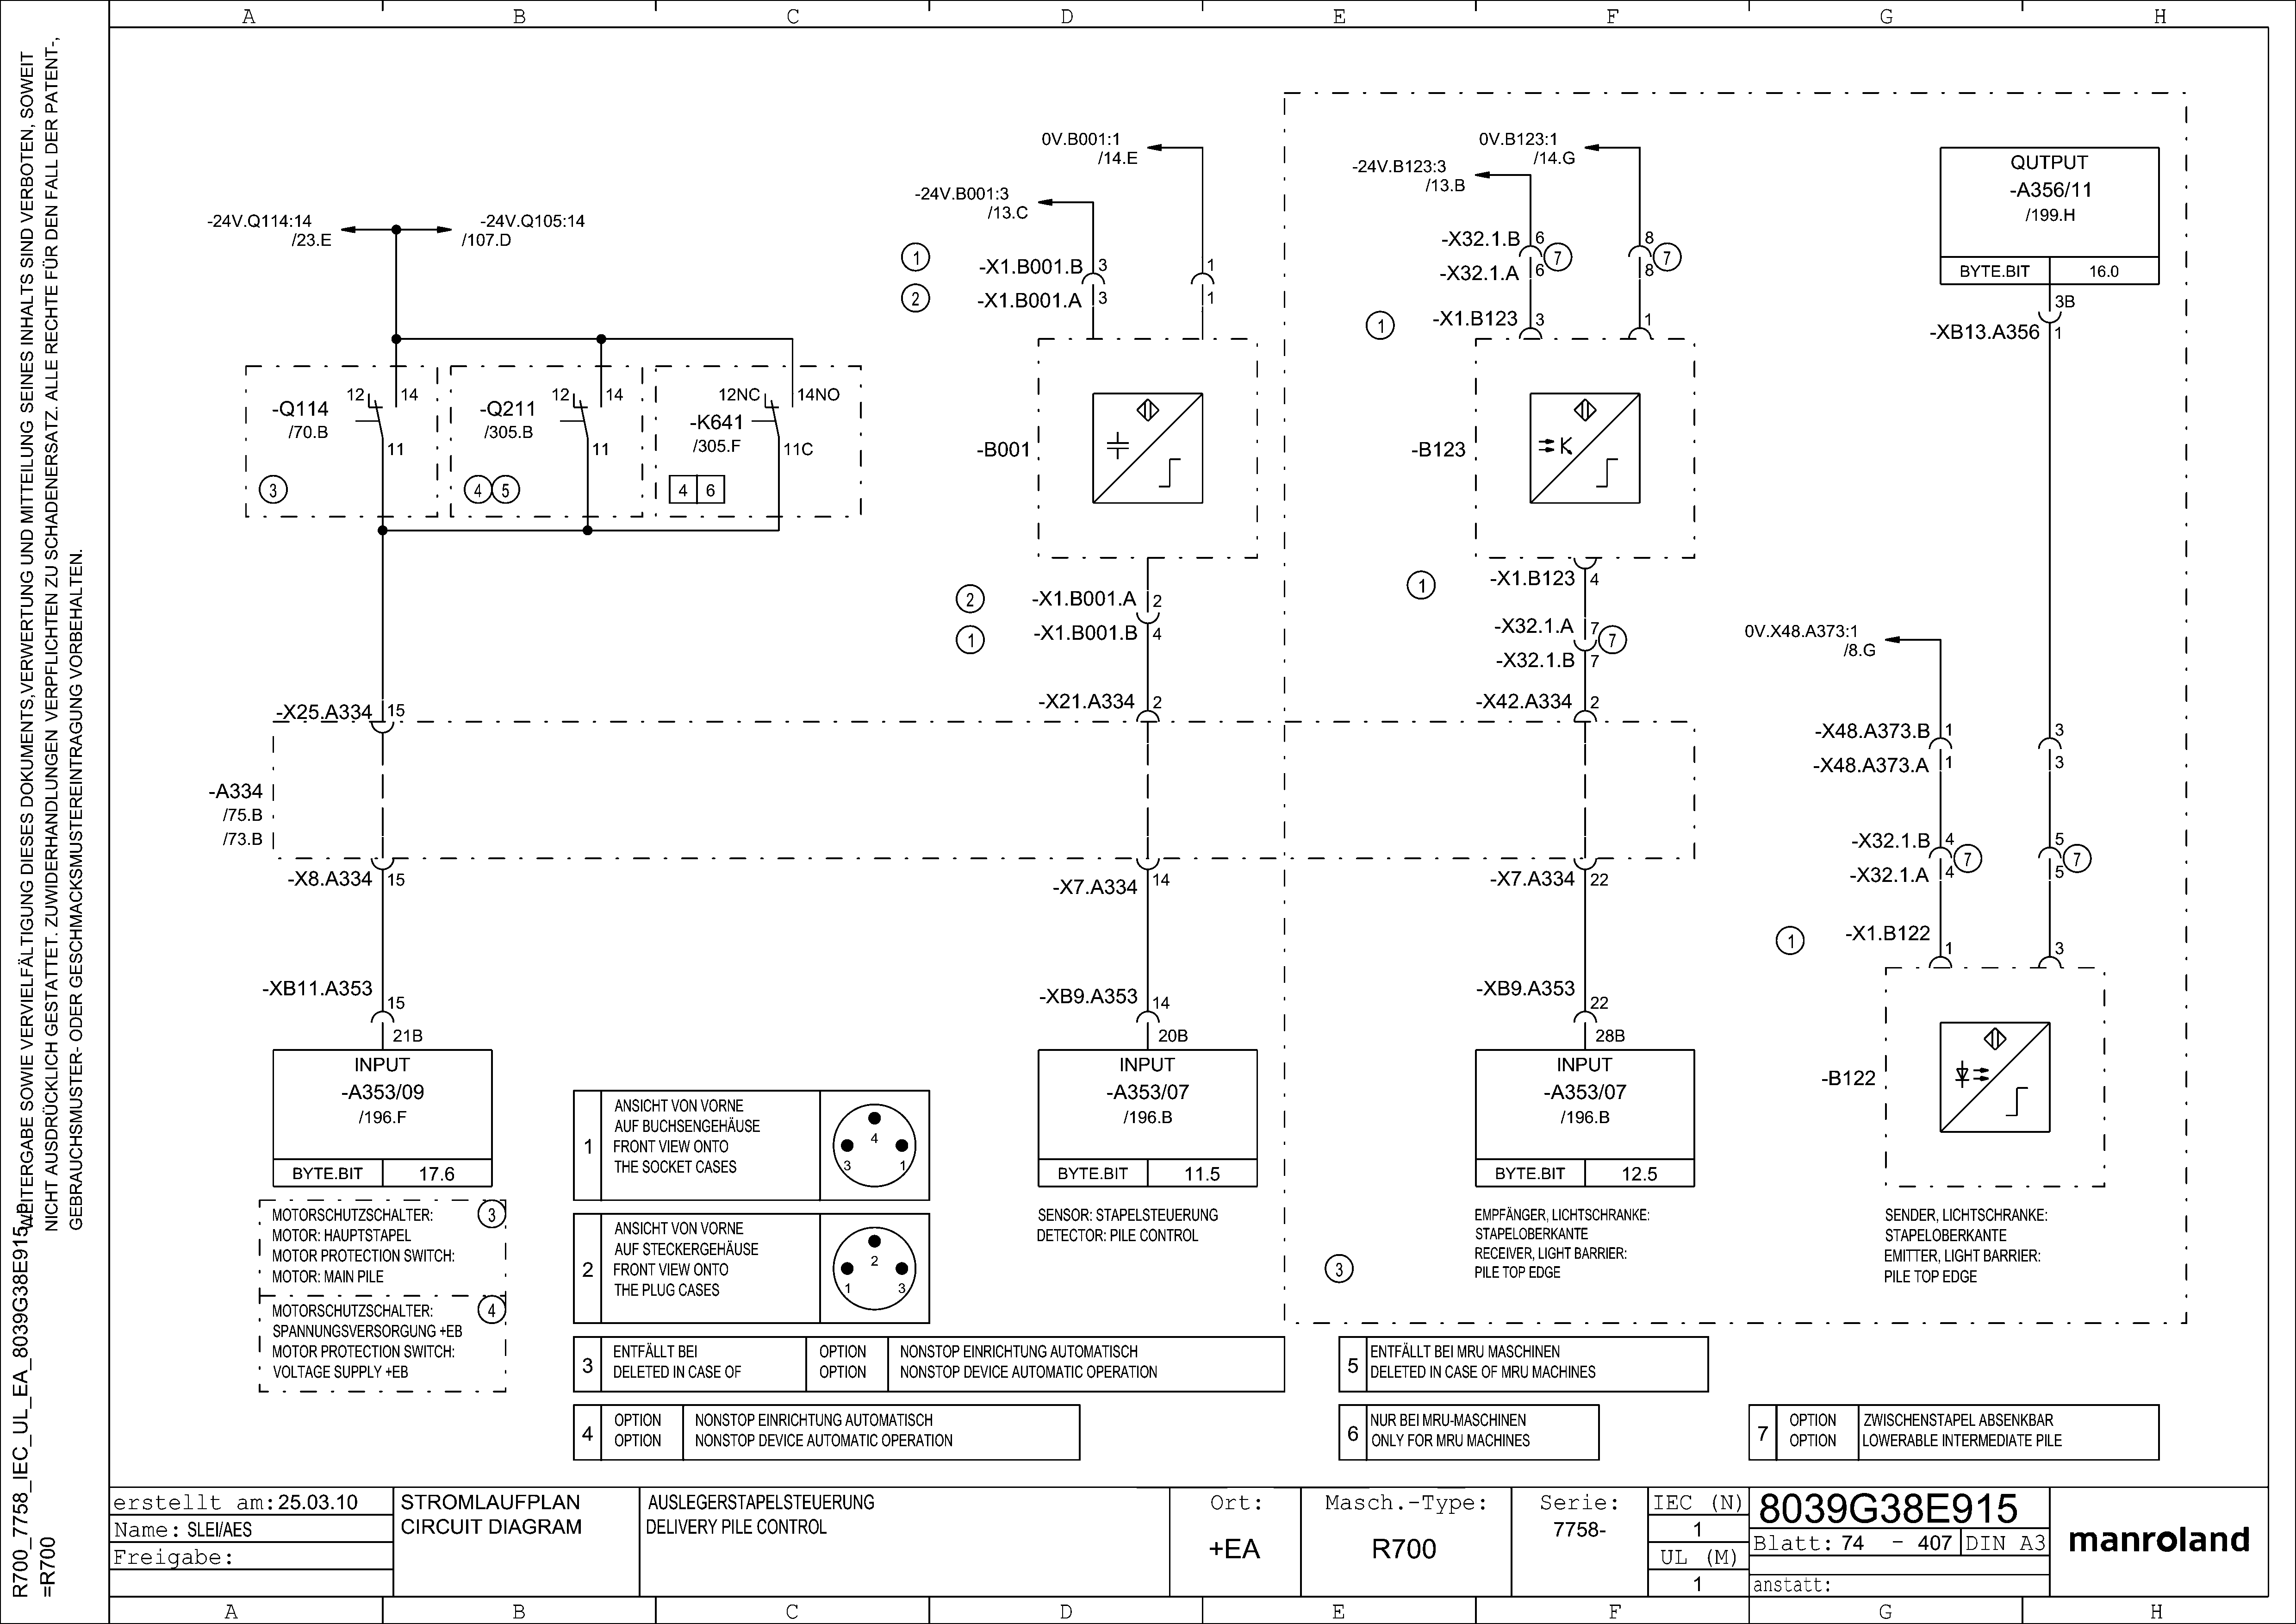 A B C D E F G H
WEITERGABE SOWIE VERVIELFÄLTIGUNG DIESES DOKUMENTS,VERWERTUNG UND MITTEILUNG SEINES INHALTS SIND VERBOTEN, SOWEIT
NICHT AUSDRÜCKLICH GESTATTET. ZUWIDERHANDLUNGEN VERPFLICHTEN ZU SCHADENERSATZ. ALLE RECHTE FÜR DEN FALL DER PATENT-,
GEBRAUCHSMUSTER- ODER GESCHMACKSMUSTEREINTRAGUNG VORBEHALTEN.
R700_7758_IEC_UL_EA_8039G38E915_
=R700
-24V.Q114:14
/23.E
-24V.Q105:14
/107.D
12 14
-Q114
/70.B
11
3
12 14
-Q211
/305.B
11
4 5
12NC 14NO
-K641
/305.F
11C
4 6
-X25.A334 15
-A334
/75.B
/73.B
-X8.A334 15
-XB11.A353
15
21B
INPUT
-A353/09
/196.F
BYTE.BIT 17.6
MOTORSCHUTZSCHALTER: 3
MOTOR: HAUPTSTAPEL
MOTOR PROTECTION SWITCH:
MOTOR: MAIN PILE
MOTORSCHUTZSCHALTER: 4
SPANNUNGSVERSORGUNG +EB
MOTOR PROTECTION SWITCH:
VOLTAGE SUPPLY +EB
0V.B001:1
/14.E
-24V.B001:3
/13.C
1 -X1.B001.B 3 1
2 -X1.B001.A 3 1
-B001
2 -X1.B001.A 2
1 -X1.B001.B 4
-X21.A334 2
-X7.A334 14
-XB9.A353 14
20B
INPUT
-A353/07
/196.B
BYTE.BIT 11.5
SENSOR: STAPELSTEUERUNG
DETECTOR: PILE CONTROL
0V.B123:1
/14.G
-24V.B123:3
/13.B
-X32.1.B 6 7 8 7
-X32.1.A 6 8
1 -X1.B123 3 1
-B123
1 -X1.B123 4
-X32.1.A 7 7
-X32.1.B 7
-X42.A334 2
-X7.A334 22
-XB9.A353
22
28B
INPUT
-A353/07
/196.B
BYTE.BIT 12.5
EMPFÄNGER, LICHTSCHRANKE:
STAPELOBERKANTE
RECEIVER, LIGHT BARRIER:
PILE TOP EDGE
3
QUTPUT
-A356/11
/199.H
BYTE.BIT 16.0
3B
-XB13.A356 1
0V.X48.A373:1
/8.G
-X48.A373.B 1 3
-X48.A373.A 1 3
-X32.1.B 4 7 5 7
-X32.1.A 4 5
1 -X1.B122 1 3
-B122
SENDER, LICHTSCHRANKE:
STAPELOBERKANTE
EMITTER, LIGHT BARRIER:
PILE TOP EDGE
1
ANSICHT VON VORNE
AUF BUCHSENGEHÄUSE
FRONT VIEW ONTO
THE SOCKET CASES
4
3 1
2
ANSICHT VON VORNE
AUF STECKERGEHÄUSE
FRONT VIEW ONTO
THE PLUG CASES
2
1 3
3
ENTFÄLLT BEI OPTION NONSTOP EINRICHTUNG AUTOMATISCH
DELETED IN CASE OF OPTION NONSTOP DEVICE AUTOMATIC OPERATION
4
OPTION NONSTOP EINRICHTUNG AUTOMATISCH
OPTION NONSTOP DEVICE AUTOMATIC OPERATION
5
ENTFÄLLT BEI MRU MASCHINEN
DELETED IN CASE OF MRU MACHINES
6
NUR BEI MRU-MASCHINEN
ONLY FOR MRU MACHINES
7
OPTION ZWISCHENSTAPEL ABSENKBAR
OPTION LOWERABLE INTERMEDIATE PILE
erstellt am: 25.03.10
Name: SLEI/AES
Freigabe:
STROMLAUFPLAN
CIRCUIT DIAGRAM
AUSLEGERSTAPELSTEUERUNG
DELIVERY PILE CONTROL
Ort:
+EA
Masch.-Type:
R700
Serie:
7758-
IEC (N)
1
UL (M)
1
8039G38E915
Blatt: 74 - 407 DIN A3
anstatt:
manroland
A B C D E F G H